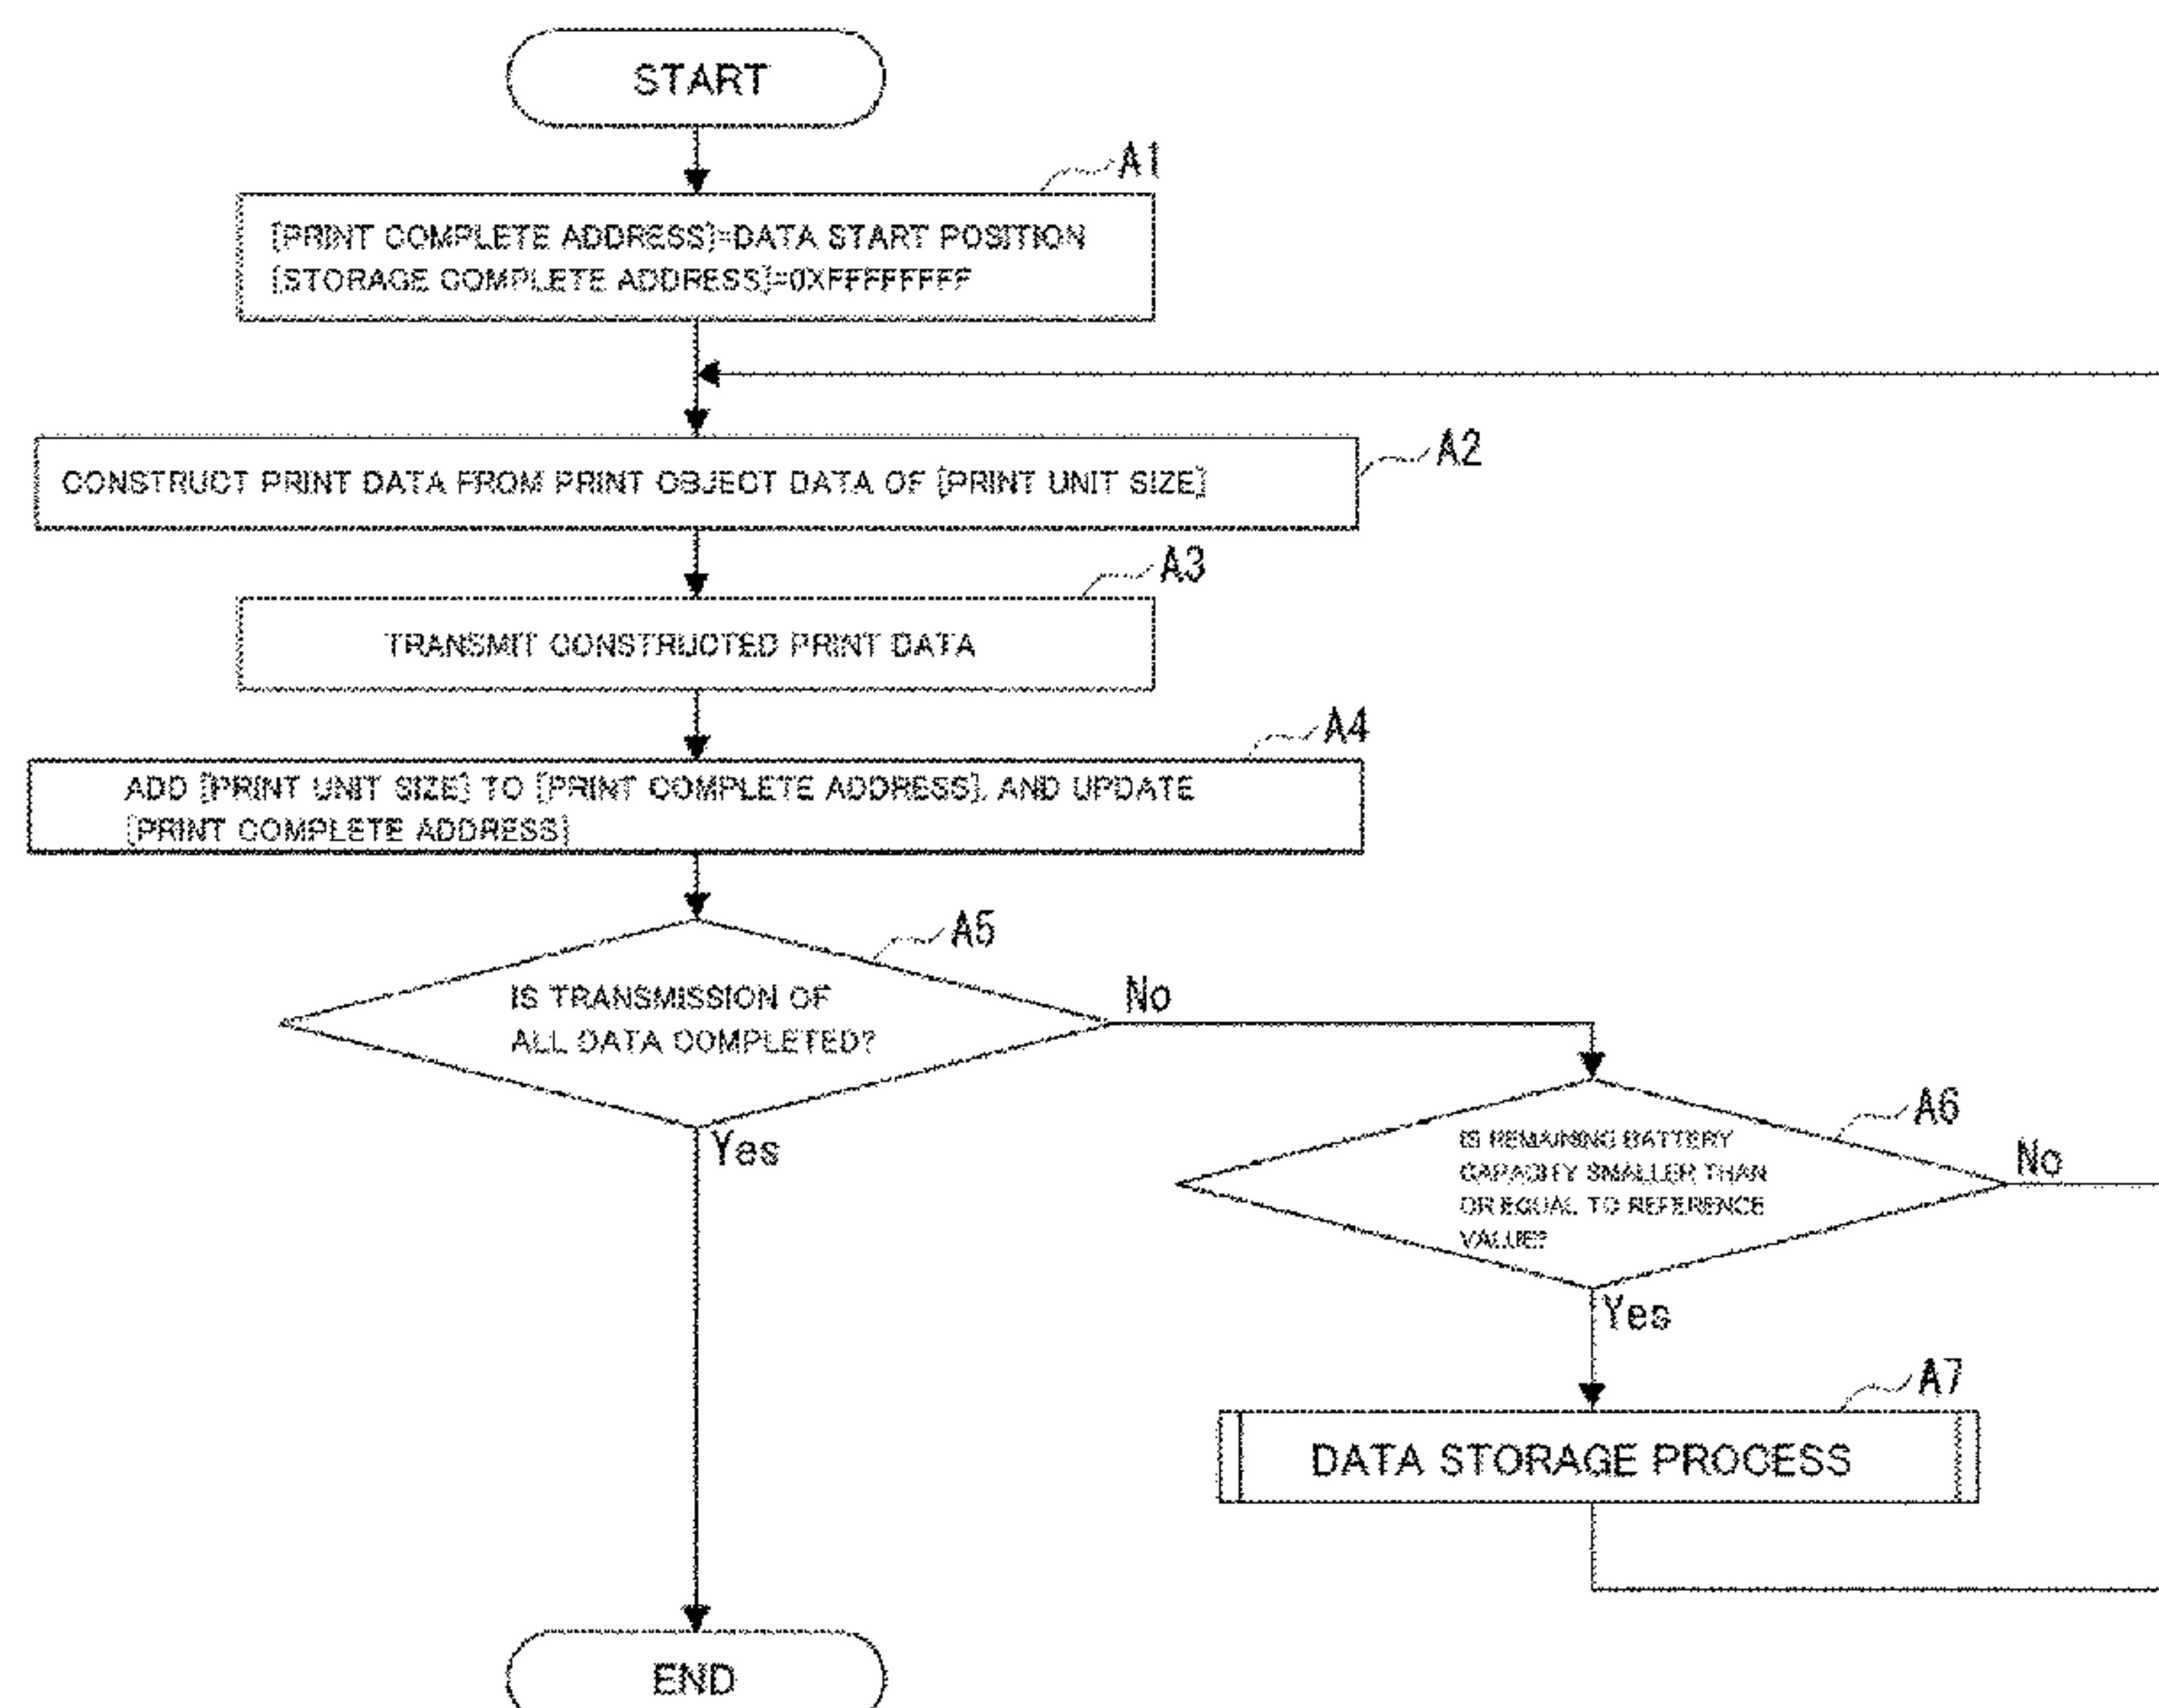 START
A1
[PRINT COMPLETE ADDRESS]=DATA START POSITION
[STORAGE COMPLETE ADDRESS]=0XFFFFFFFF
A2
CONSTRUCT PRINT DATA FROM PRINT OBJECT DATA OF [PRINT UNIT SIZE]
A3
TRANSMIT CONSTRUCTED PRINT DATA
A4
ADD [PRINT UNIT SIZE] TO [PRINT COMPLETE ADDRESS], AND UPDATE
[PRINT COMPLETE ADDRESS]
A5
IS TRANSMISSION OF
ALL DATA COMPLETED?
No
Yes
A6
IS REMAINING BATTERY
CAPACITY SMALLER THAN
OR EQUAL TO REFERENCE
VALUE?
No
Yes
A7
DATA STORAGE PROCESS
END